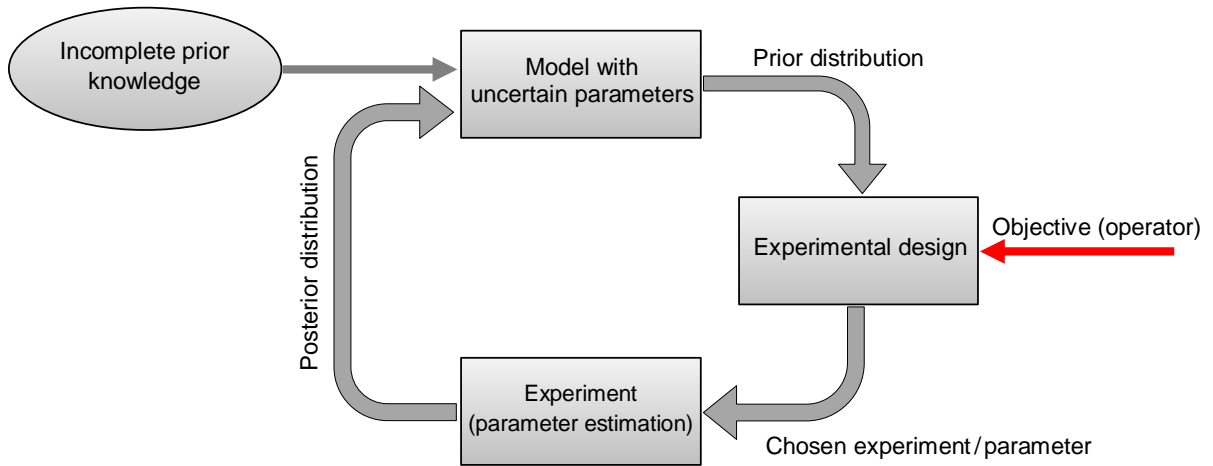 Incomplete prior
knowledge
Model with
uncertain parameters
Prior distribution
Posterior distribution
Experimental design
Objective (operator)
Experiment
(parameter estimation)
Chosen experiment/parameter